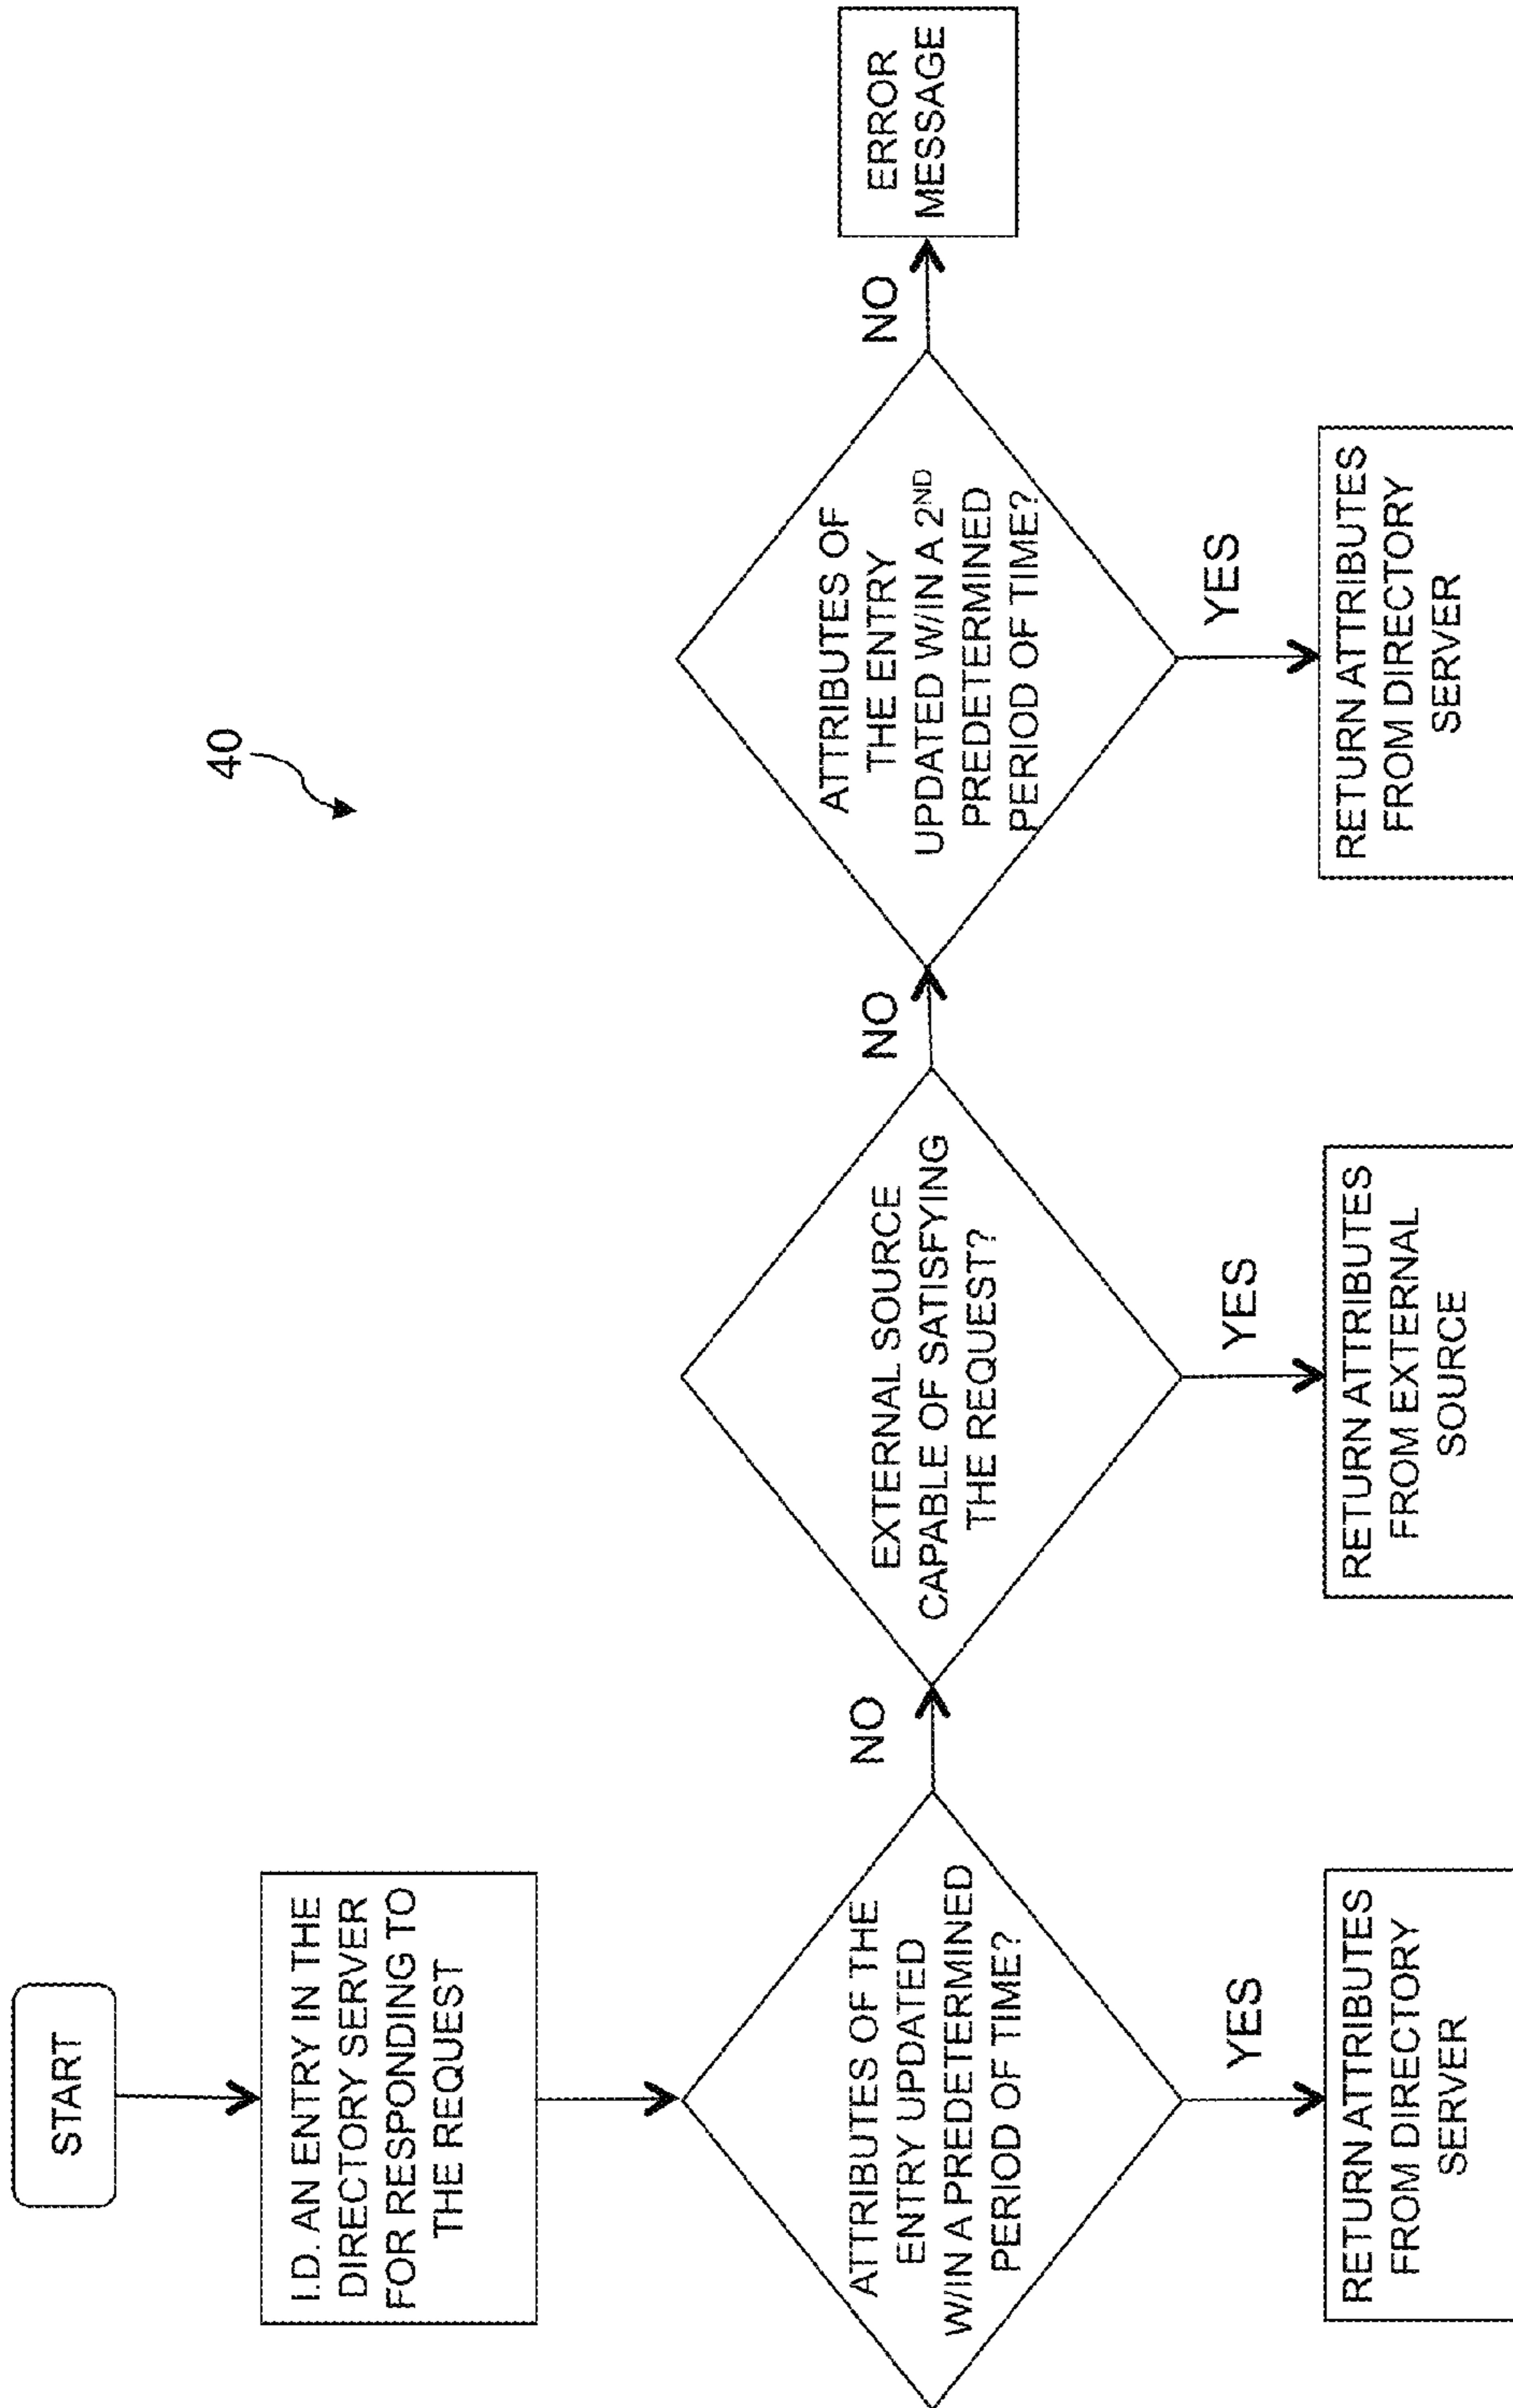 40
START
I.D. AN ENTRY IN THE
DIRECTORY SERVER
FOR RESPONDING TO
THE REQUEST
ATTRIBUTES OF THE
ENTRY UPDATED
W/IN A PREDETERMINED
PERIOD OF TIME?
NO
YES
RETURN ATTRIBUTES
FROM DIRECTORY
SERVER
EXTERNAL SOURCE
CAPABLE OF SATISFYING
THE REQUEST?
NO
YES
RETURN ATTRIBUTES
FROM EXTERNAL
SOURCE
ATTRIBUTES OF
THE ENTRY
UPDATED W/IN A 2ND
PREDETERMINED
PERIOD OF TIME?
NO
YES
RETURN ATTRIBUTES
FROM DIRECTORY
SERVER
ERROR
MESSAGE